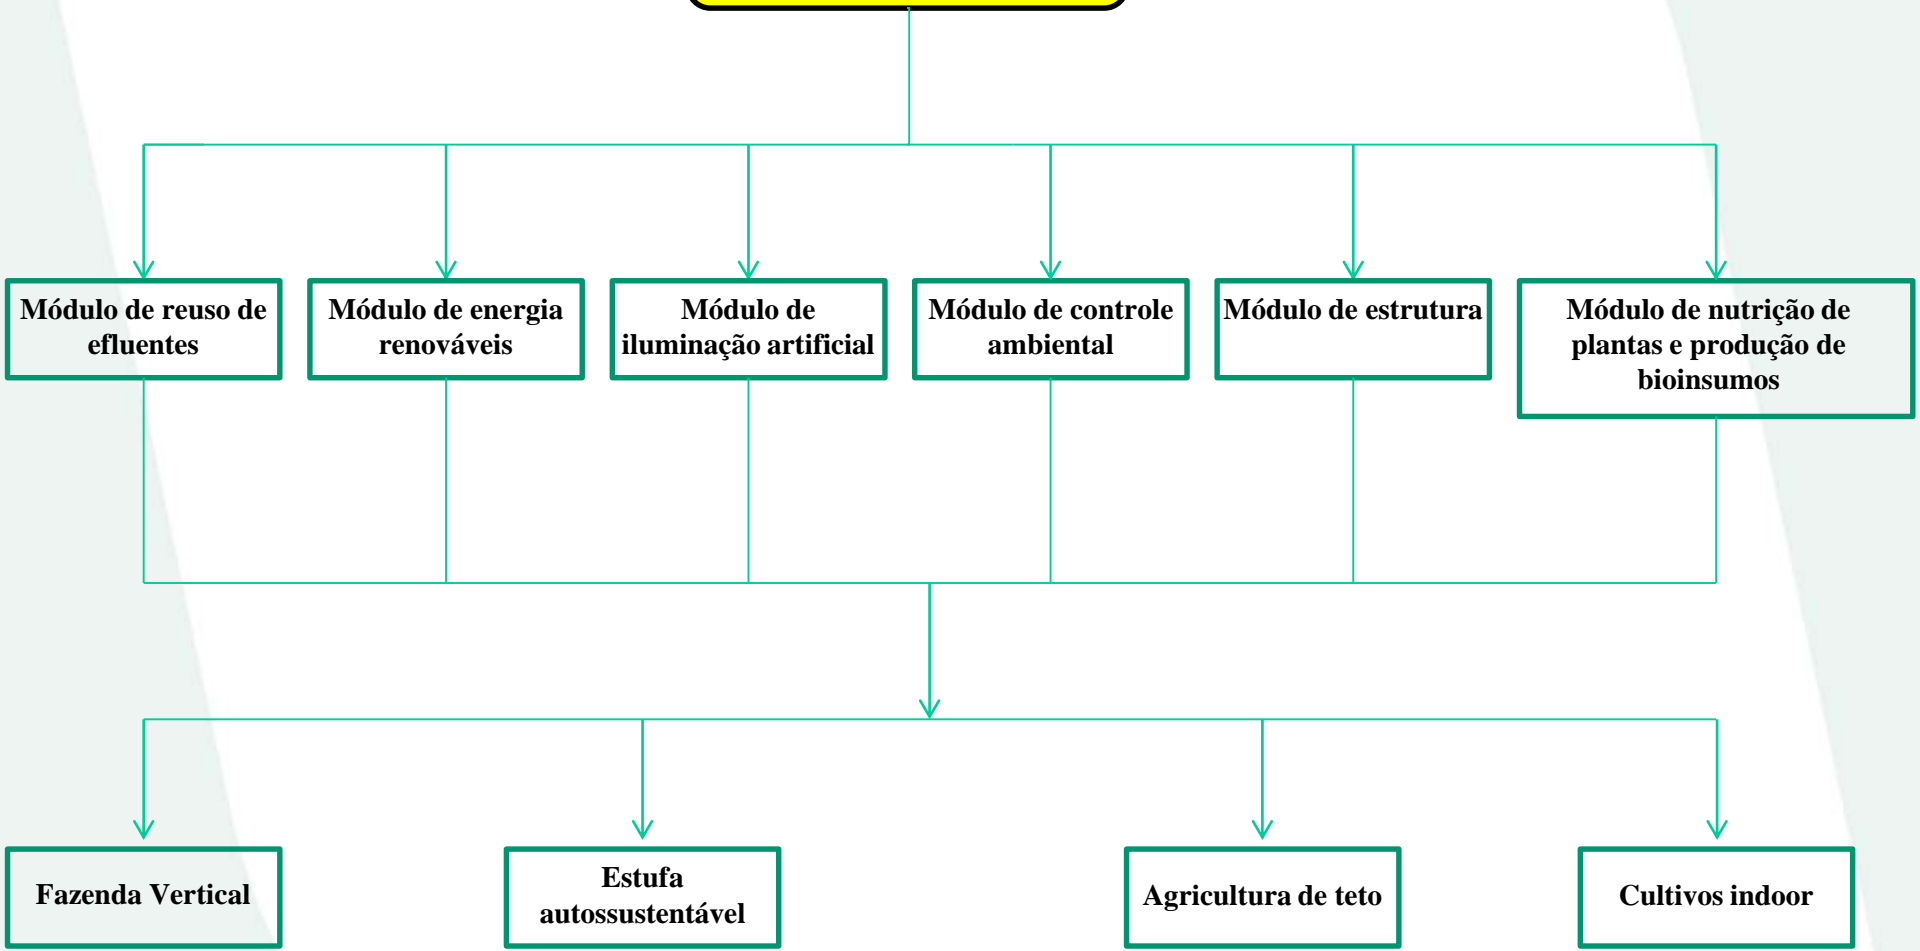 Módulo de reuso de
efluentes
Módulo de energia
renováveis
Módulo de
iluminação artificial
Módulo de controle
ambiental
Módulo de estrutura
Módulo de nutrição de
plantas e produção de
bioinsumos
Fazenda Vertical
Estufa
autossustentável
Agricultura de teto
Cultivos indoor